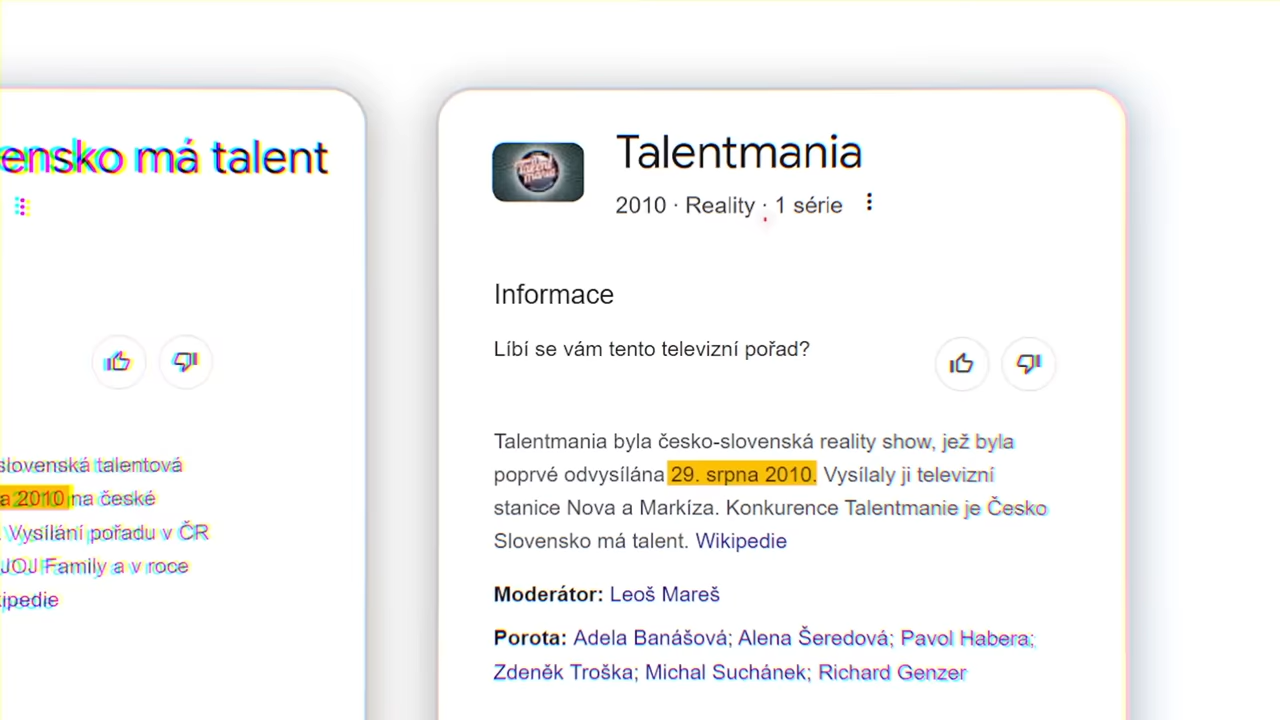 ensko má talent
slovenská talentová
a 2010 na české
. Vysílání pořadu v ČR
JOJ Family a v roce
kipedie
Talentmania
2010 · Reality · 1 série
Informace
Líbí se vám tento televizní pořad?
Talentmania byla česko-slovenská reality show, jež byla
poprvé odvysílána 29. srpna 2010. Vysílaly ji televizní
stanice Nova a Markíza. Konkurence Talentmanie je Česko
Slovensko má talent. Wikipedie
Moderátor: Leoš Mareš
Porota: Adela Banášová; Alena Šeredová; Pavol Habera;
Zdeněk Troška; Michal Suchánek; Richard Genzer